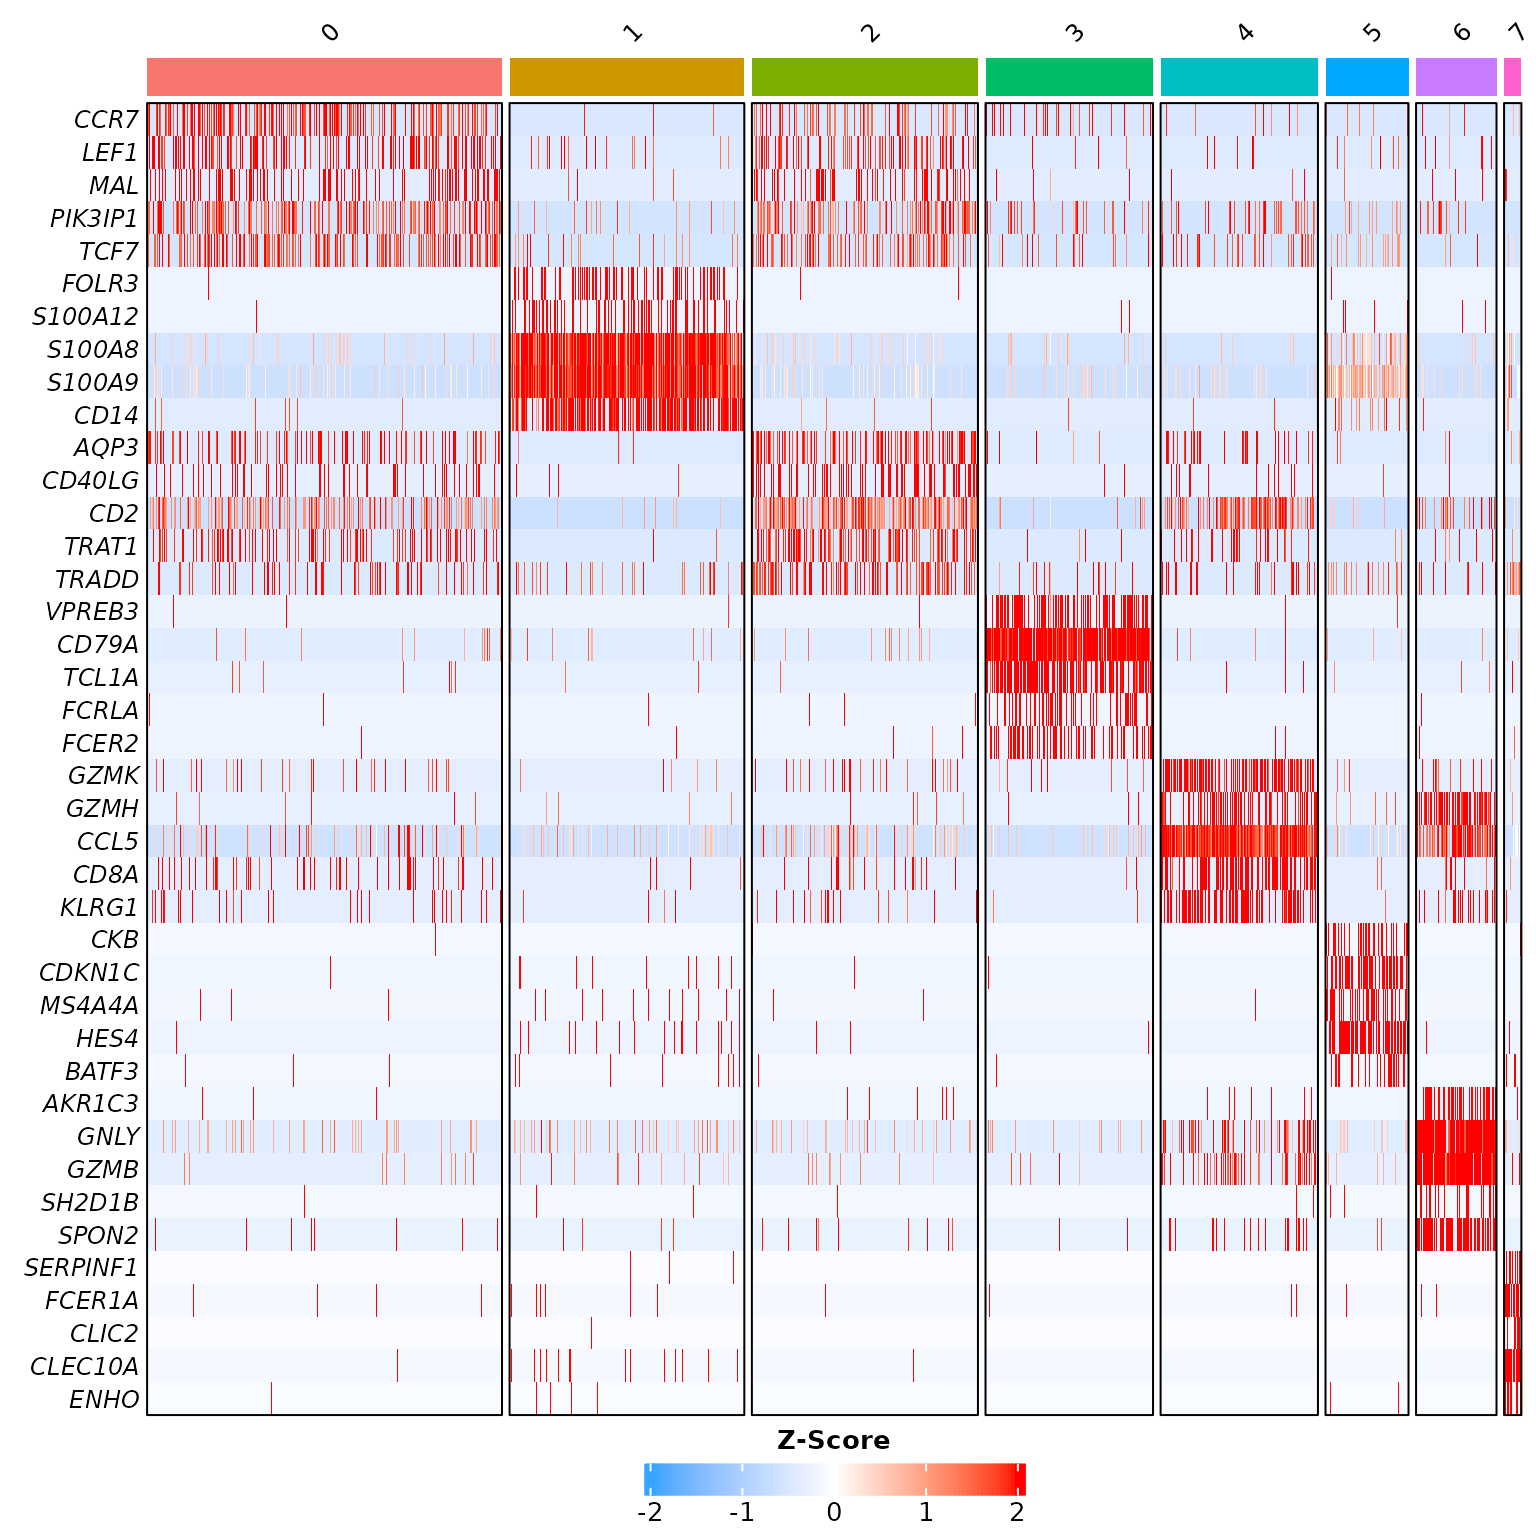 0 1 2 3 4 5 6 7
CCR7
LEF1
MAL
PIK3IP1
TCF7
FOLR3
S100A12
S100A8
S100A9
CD14
AQP3
CD40LG
CD2
TRAT1
TRADD
VPREB3
CD79A
TCL1A
FCRLA
FCER2
GZMK
GZMH
CCL5
CD8A
KLRG1
CKB
CDKN1C
MS4A4A
HES4
BATF3
AKR1C3
GNLY
GZMB
SH2D1B
SPON2
SERPINF1
FCER1A
CLIC2
CLEC10A
ENHO
Z-Score
-2 -1 0 1 2